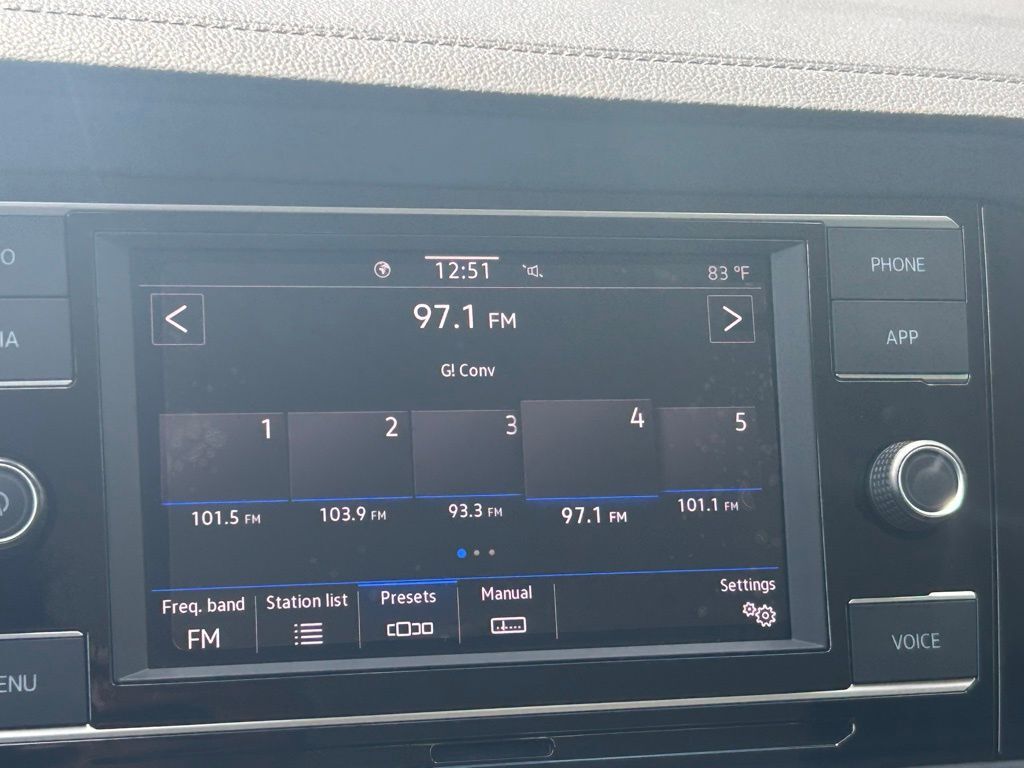 12:51
83 °F
PHONE
<
97.1 FM
>
APP
G! Conv
1
2
3
4
5
101.5 FM
103.9 FM
93.3 FM
97.1 FM
101.1 FM
Freq. band
Station list
Presets
Manual
Settings
FM
VOICE